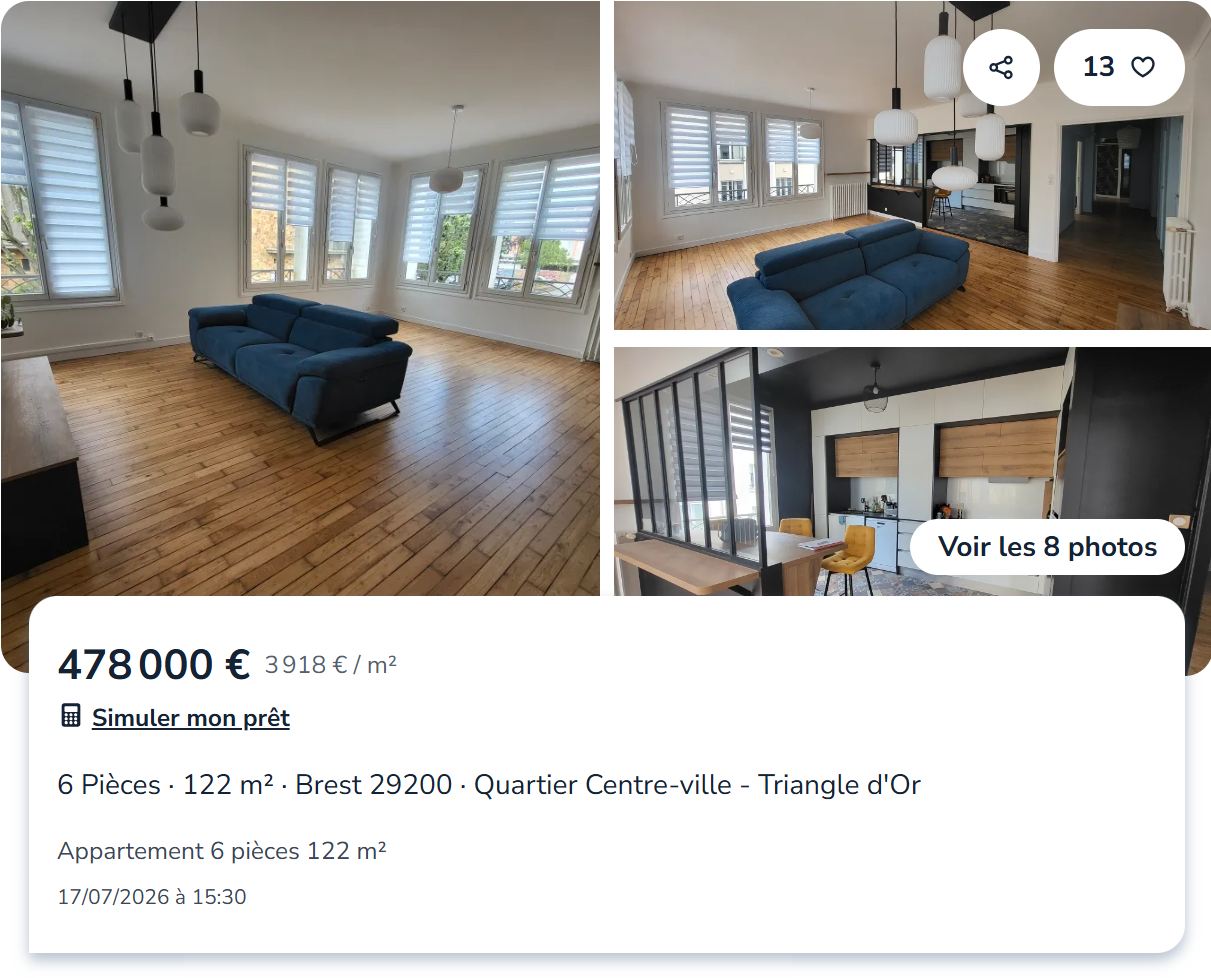 13
Voir les 8 photos
478 000 € 3 918 € / m²
Simuler mon prêt
6 Pièces · 122 m² · Brest 29200 · Quartier Centre-ville - Triangle d'Or
Appartement 6 pièces 122 m²
17/07/2026 à 15:30